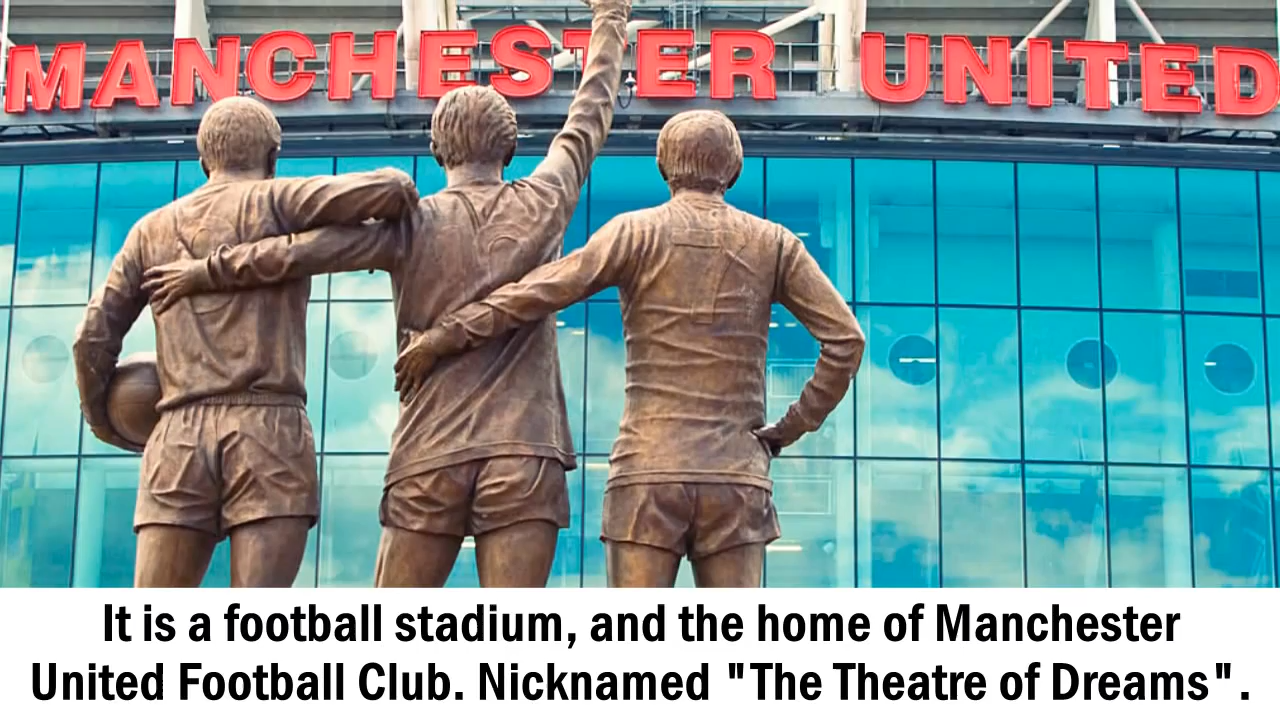 MANCHESTER UNITED
It is a football stadium, and the home of Manchester
United Football Club. Nicknamed "The Theatre of Dreams".